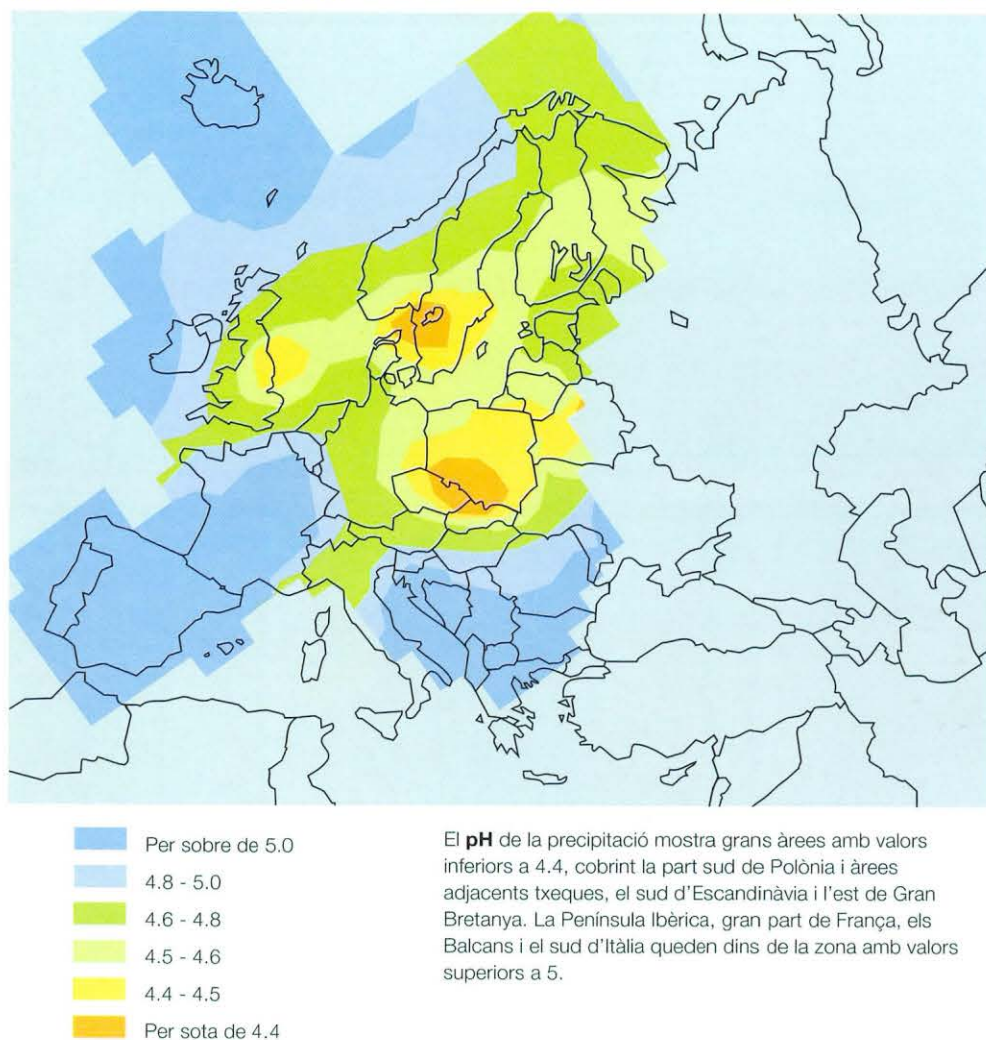 Per sobre de 5.0
4.8 - 5.0
4.6 - 4.8
4.5 - 4.6
4.4 - 4.5
Per sota de 4.4
El pH de la precipitació mostra grans àrees amb valors
inferiors a 4.4, cobrint la part sud de Polònia i àrees
adjacents txeques, el sud d'Escandinàvia i l'est de Gran
Bretanya. La Península Ibèrica, gran part de França, els
Balcans i el sud d'Itàlia queden dins de la zona amb valors
superiors a 5.